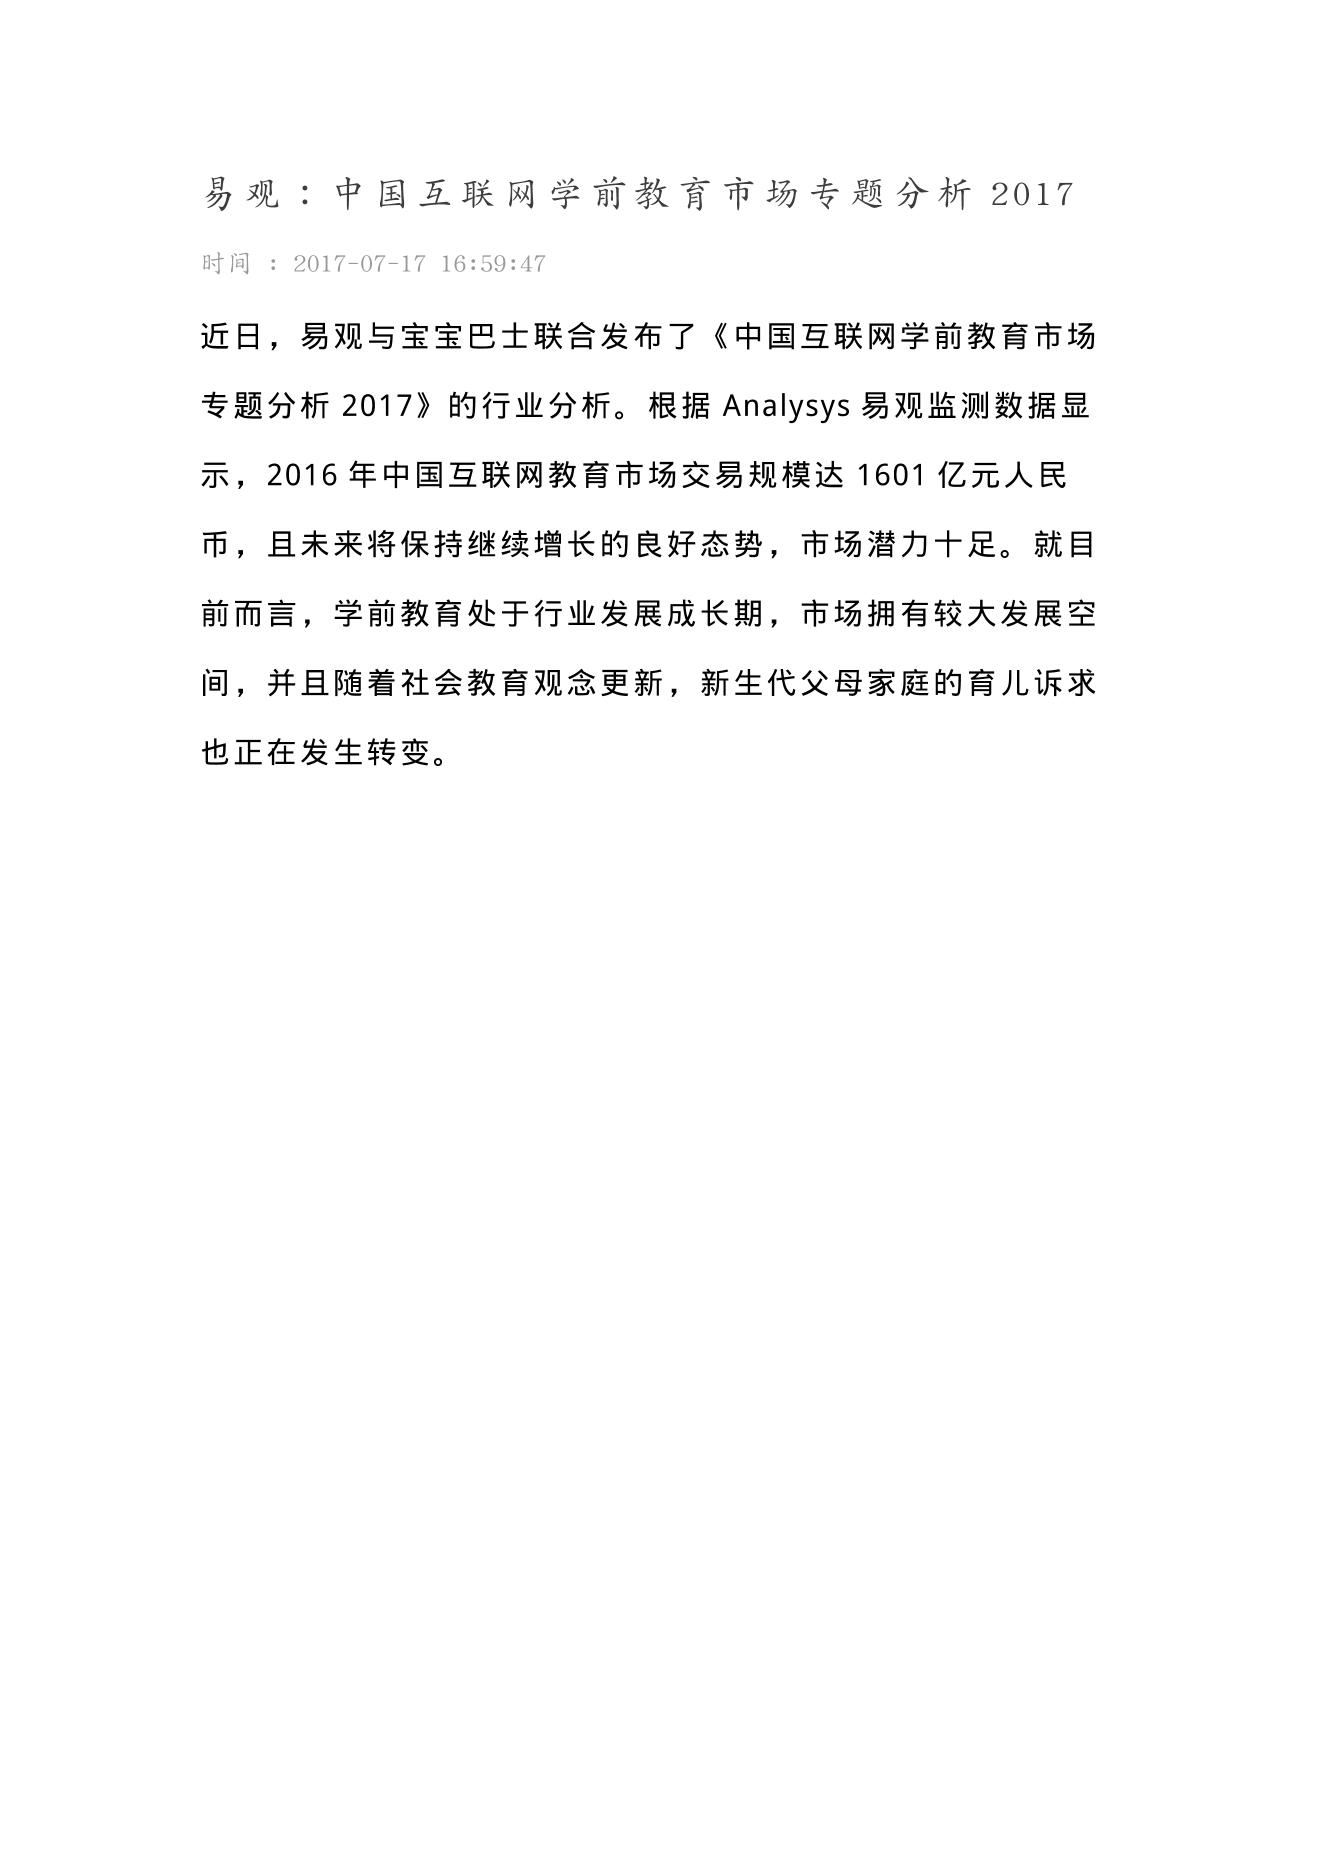 易观：中国互联网学前教育市场专题分析 2017
时间 ：2017-07-17 16:59:47
近日，易观与宝宝巴士联合发布了《中国互联网学前教育市场
专题分析 2017》的行业分析。根据 Analysys 易观监测数据显
示，2016 年中国互联网教育市场交易规模达 1601 亿元人民
币，且未来将保持继续增长的良好态势，市场潜力十足。就目
前而言，学前教育处于行业发展成长期，市场拥有较大发展空
间，并且随着社会教育观念更新，新生代父母家庭的育儿诉求
也正在发生转变。